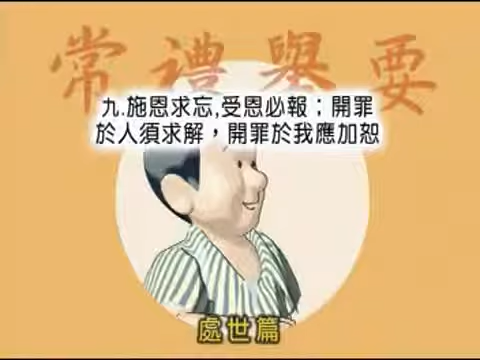 常禮舉要
九.施恩求忘,受恩必報；開罪
於人須求解，開罪於我應加恕
處世篇